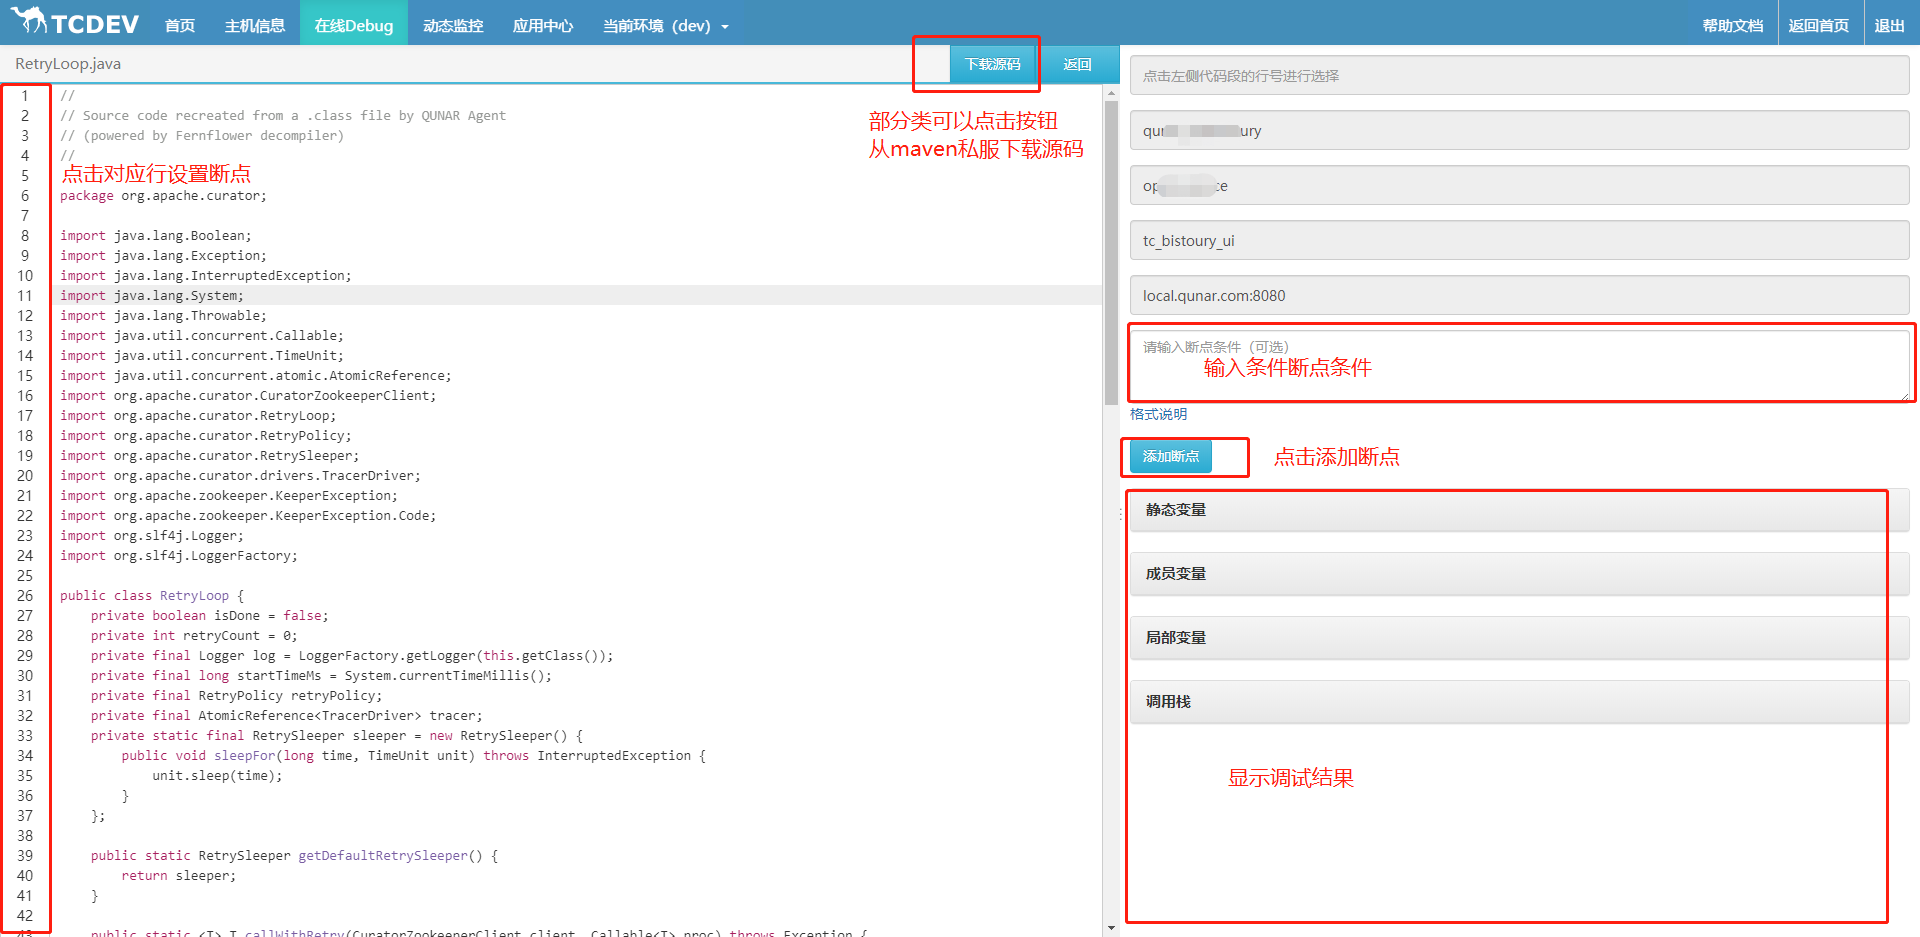 TCDEV 首页 主机信息 在线Debug 动态监控 应用中心 当前环境（dev） 帮助文档 返回首页 退出
RetryLoop.java 下载源码 返回
部分类可以点击按钮
从maven私服下载源码
1 //
2 // Source code recreated from a .class file by QUNAR Agent
3 // (powered by Fernflower decompiler)
4 //
5 点击对应行设置断点
6 package org.apache.curator;
7
8 import java.lang.Boolean;
9 import java.lang.Exception;
10 import java.lang.InterruptedException;
11 import java.lang.System;
12 import java.lang.Throwable;
13 import java.util.concurrent.Callable;
14 import java.util.concurrent.TimeUnit;
15 import java.util.concurrent.atomic.AtomicReference;
16 import org.apache.curator.CuratorZookeeperClient;
17 import org.apache.curator.RetryLoop;
18 import org.apache.curator.RetryPolicy;
19 import org.apache.curator.RetrySleeper;
20 import org.apache.curator.drivers.TracerDriver;
21 import org.apache.zookeeper.KeeperException;
22 import org.apache.zookeeper.KeeperException.Code;
23 import org.slf4j.Logger;
24 import org.slf4j.LoggerFactory;
25
26 public class RetryLoop {
27     private boolean isDone = false;
28     private int retryCount = 0;
29     private final Logger log = LoggerFactory.getLogger(this.getClass());
30     private final long startTimeMs = System.currentTimeMillis();
31     private final RetryPolicy retryPolicy;
32     private final AtomicReference<TracerDriver> tracer;
33     private static final RetrySleeper sleeper = new RetrySleeper() {
34         public void sleepFor(long time, TimeUnit unit) throws InterruptedException {
35             unit.sleep(time);
36         }
37     };
38
39     public static RetrySleeper getDefaultRetrySleeper() {
40         return sleeper;
41     }
42
43     public static <T> T callWithRetry(CuratorZookeeperClient client, Callable<T> proc) throws Exception {
点击左侧代码段的行号进行选择
tc_bistoury_ui
local.qunar.com:8080
请输入断点条件（可选）
输入条件断点条件
格式说明
添加断点 点击添加断点
静态变量
成员变量
局部变量
调用栈
显示调试结果